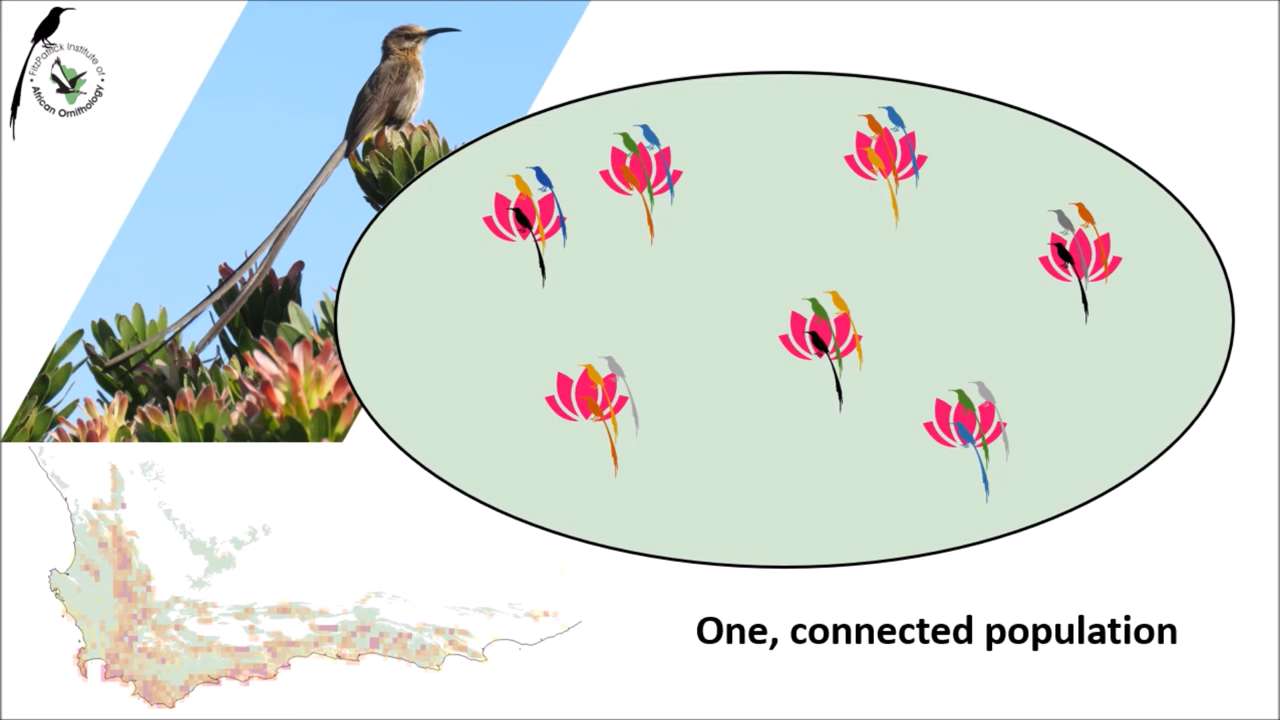 FitzPatrick Institute of
African Ornithology
One, connected population